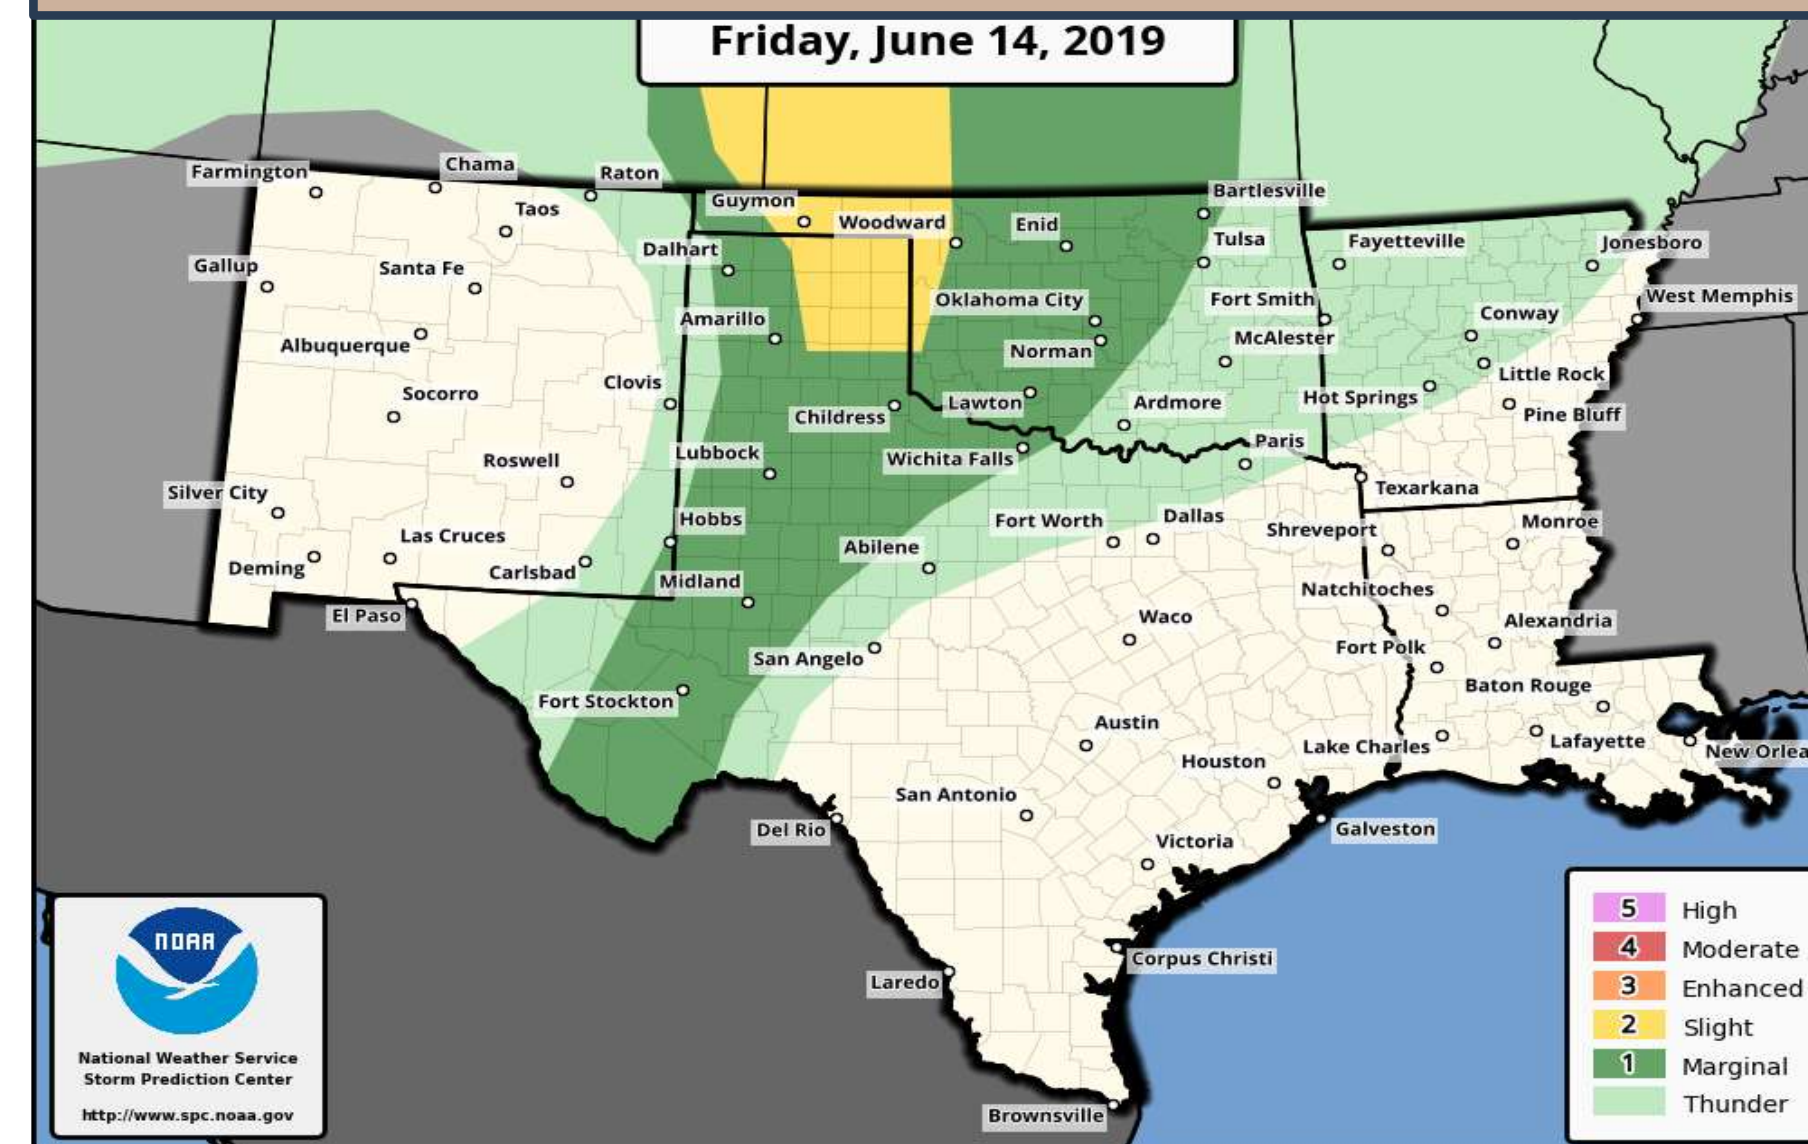 Friday, June 14, 2019
Farmington
Chama
Raton
Taos
Guymon
Woodward
Enid
Bartlesville
Tulsa
Fayetteville
Jonesboro
Gallup
Santa Fe
Dalhart
Oklahoma City
Fort Smith
Conway
West Memphis
Albuquerque
Amarillo
Norman
McAlester
Little Rock
Socorro
Clovis
Childress
Lawton
Ardmore
Hot Springs
Pine Bluff
Roswell
Lubbock
Wichita Falls
Paris
Texarkana
Silver City
Las Cruces
Hobbs
Fort Worth
Dallas
Shreveport
Monroe
Deming
Carlsbad
Midland
Abilene
Natchitoches
El Paso
Waco
Alexandria
San Angelo
Fort Polk
Fort Stockton
Baton Rouge
Austin
Lake Charles
Lafayette
New Orlea
Houston
San Antonio
Del Rio
Victoria
Galveston
Corpus Christi
Laredo
Brownsville
NOAA
National Weather Service
Storm Prediction Center
http://www.spc.noaa.gov
5 High
4 Moderate
3 Enhanced
2 Slight
1 Marginal
Thunder